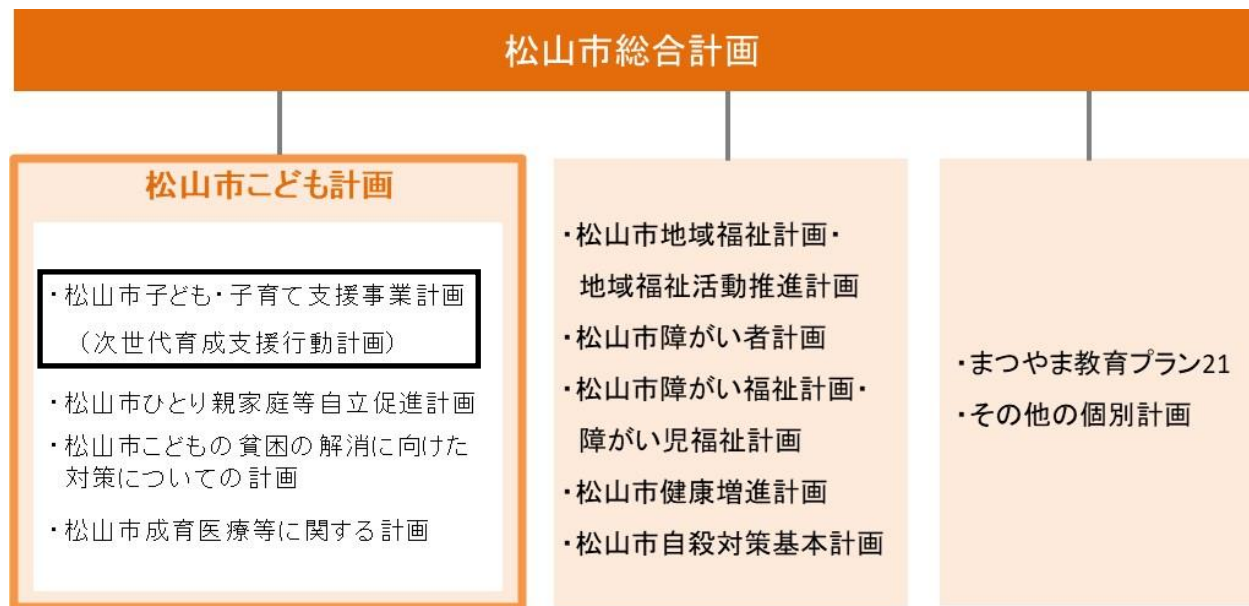 松山市総合計画
松山市こども計画
・松山市子ども・子育て支援事業計画
（次世代育成支援行動計画）
・松山市ひとり親家庭等自立促進計画
・松山市こどもの貧困の解消に向けた
対策についての計画
・松山市成育医療等に関する計画
・松山市地域福祉計画・
地域福祉活動推進計画
・松山市障がい者計画
・松山市障がい福祉計画・
障がい児福祉計画
・松山市健康増進計画
・松山市自殺対策基本計画
・まつやま教育プラン21
・その他の個別計画